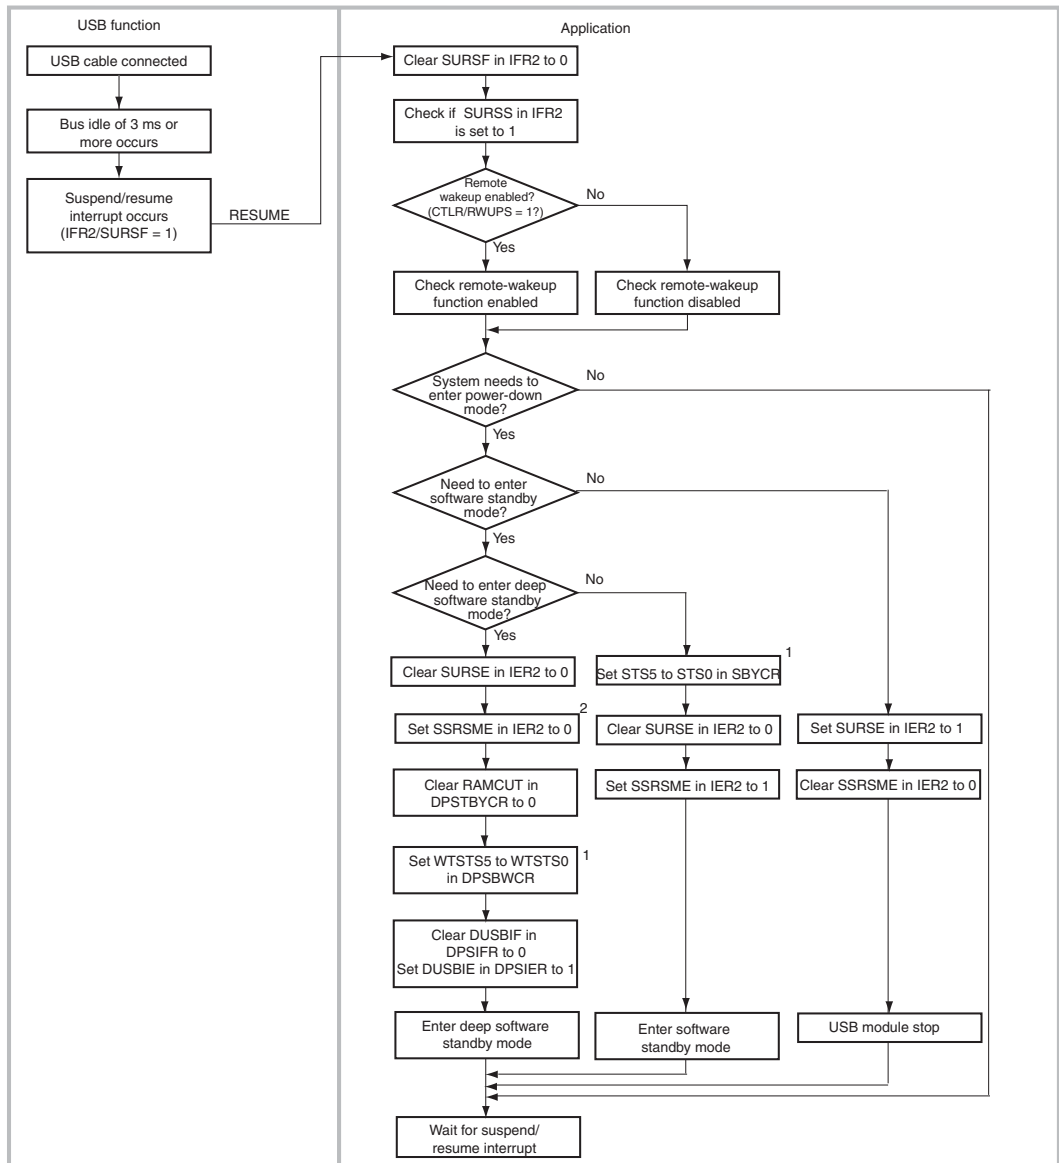 USB function
USB cable connected
Bus idle of 3 ms or
more occurs
Suspend/resume
interrupt occurs
(IFR2/SURSF = 1)
RESUME
Application
Clear SURSF in IFR2 to 0
Check if SURSS in IFR2
is set to 1
Remote
wakeup enabled?
(CTLR/RWUPS = 1?)
No
Yes
Check remote-wakeup
function enabled
Check remote-wakeup
function disabled
System needs to
enter power-down
mode?
No
Yes
Need to enter
software standby
mode?
No
Yes
Need to enter deep
software standby
mode?
No
Yes
Clear SURSE in IER2 to 0
Set SSRSME in IER2 to 0
2
Clear RAMCUT in
DPSTBYCR to 0
Set WTSTS5 to WTSTS0
in DPSBWCR
1
Clear DUSBIF in
DPSIFR to 0
Set DUSBIE in DPSIER to 1
Enter deep software
standby mode
Set STS5 to STS0 in SBYCR
1
Clear SURSE in IER2 to 0
Set SSRSME in IER2 to 1
Enter software
standby mode
Set SURSE in IER2 to 1
Clear SSRSME in IER2 to 0
USB module stop
Wait for suspend/
resume interrupt